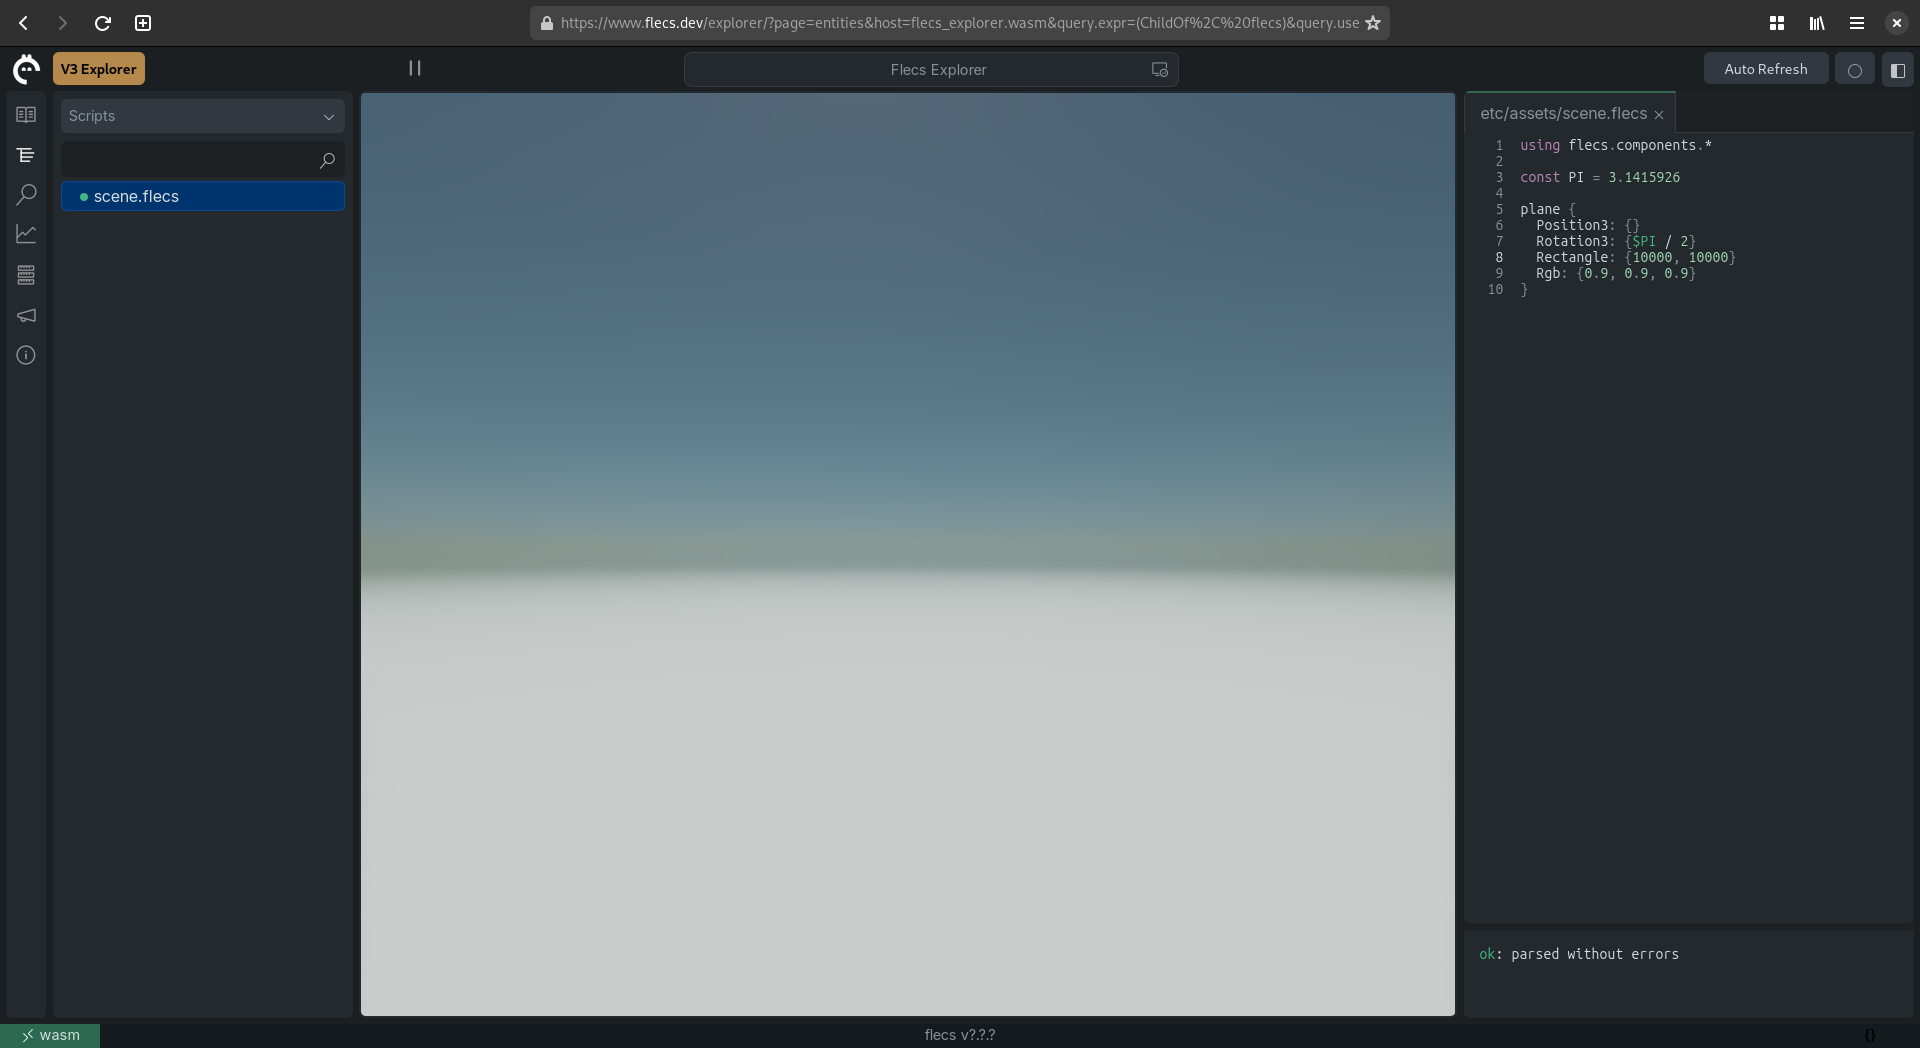 https://www.flecs.dev/explorer/?page=entities&host=flecs_explorer.wasm&query.expr=(ChildOf%2C%20flecs)&query.use
V3 Explorer
Flecs Explorer
Auto Refresh
Scripts
scene.flecs
etc/assets/scene.flecs
1 using flecs.components.*
2
3 const PI = 3.1415926
4
5 plane {
6 Position3: {}
7 Rotation3: {$PI / 2}
8 Rectangle: {10000, 10000}
9 Rgb: {0.9, 0.9, 0.9}
10 }
ok: parsed without errors
wasm
flecs v?.?.?
{}